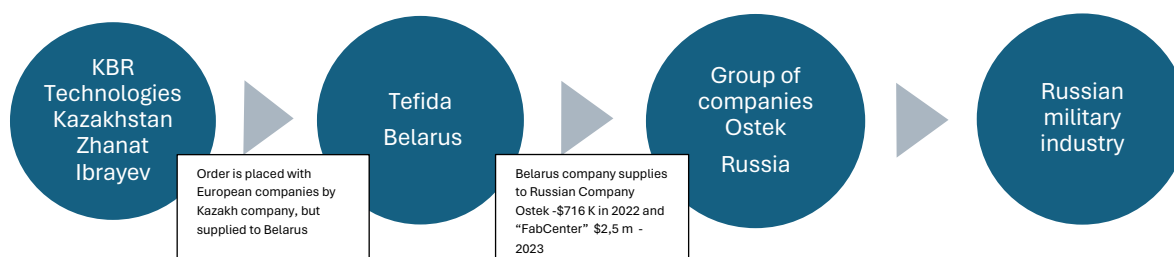 KBR
Technologies
Kazakhstan
Zhanat
Ibrayev
Order is placed with
European companies by
Kazakh company, but
supplied to Belarus
Tefida
Belarus
Belarus company supplies
to Russian Company
Ostek -$716 K in 2022 and
“FabCenter” $2,5 m -
2023
Group of
companies
Ostek
Russia
Russian
military
industry